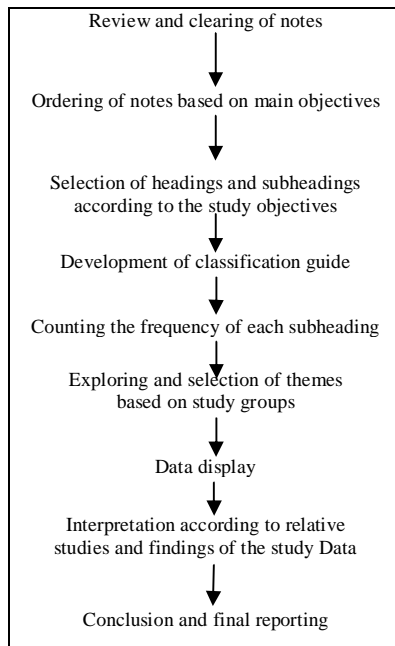 Review and clearing of notes
Ordering of notes based on main objectives
Selection of headings and subheadings
according to the study objectives
Development of classification guide
Counting the frequency of each subheading
Exploring and selection of themes
based on study groups
Data display
Interpretation according to relative
studies and findings of the study Data
Conclusion and final reporting